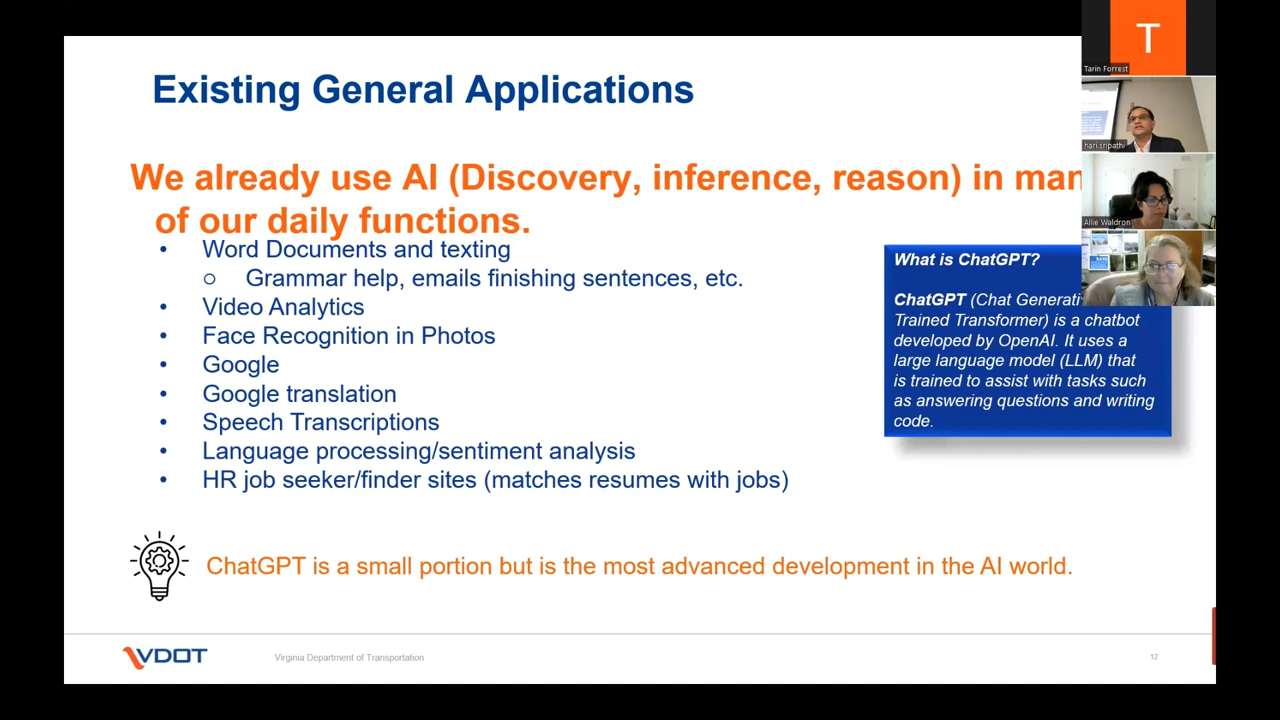 T
Tarin Forrest
Existing General Applications
hari sripathi
We already use AI (Discovery, inference, reason) in man
of our daily functions.
Allie Waldron
• Word Documents and texting
○ Grammar help, emails finishing sentences, etc.
• Video Analytics
• Face Recognition in Photos
• Google
• Google translation
• Speech Transcriptions
• Language processing/sentiment analysis
• HR job seeker/finder sites (matches resumes with jobs)
What is ChatGPT?
ChatGPT (Chat Generati
Trained Transformer) is a chatbot
developed by OpenAI. It uses a
large language model (LLM) that
is trained to assist with tasks such
as answering questions and writing
code.
ChatGPT is a small portion but is the most advanced development in the AI world.
VDOT
Virginia Department of Transportation
12